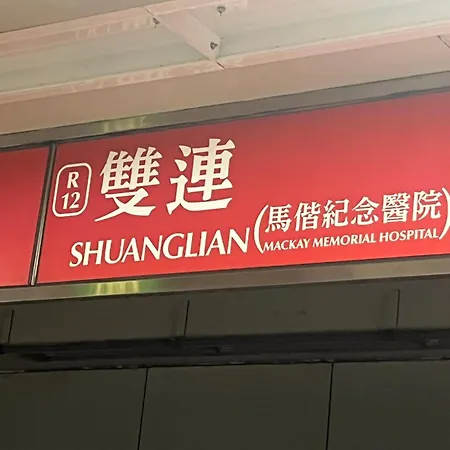 R
12
雙連
SHUANGLIAN
(馬偕紀念醫院
MACKAY MEMORIAL HOSPITAL)